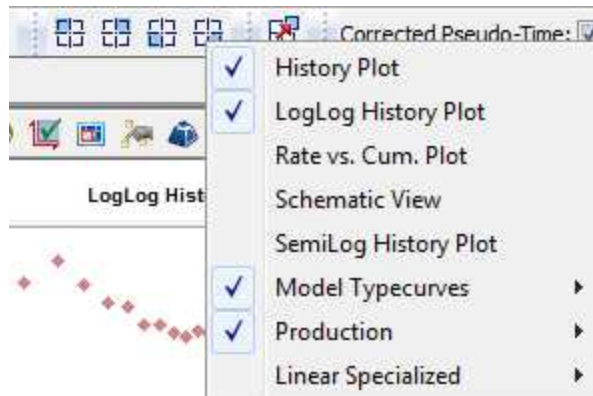 Corrected Pseudo-Time:
History Plot
LogLog History Plot
Rate vs. Cum. Plot
LogLog Hist
Schematic View
SemiLog History Plot
Model Typecurves
Production
Linear Specialized